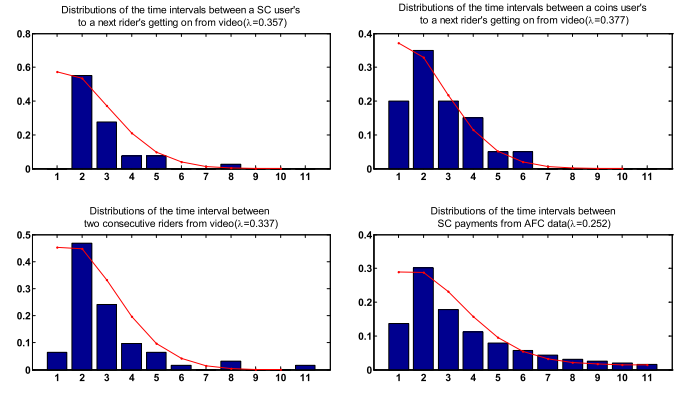 Distributions of the time intervals between a SC user's
to a next rider's getting on from video(λ=0.357)
0.8
0.6
0.4
0.2
0
1 2 3 4 5 6 7 8 9 10 11
Distributions of the time intervals between a coins user's
to a next rider's getting on from video(λ=0.377)
0.4
0.3
0.2
0.1
0
1 2 3 4 5 6 7 8 9 10 11
Distributions of the time interval between
two consecutive riders from video(λ=0.337)
0.5
0.4
0.3
0.2
0.1
0
1 2 3 4 5 6 7 8 9 10 11
Distributions of the time intervals between
SC payments from AFC data(λ=0.252)
0.4
0.3
0.2
0.1
0
1 2 3 4 5 6 7 8 9 10 11